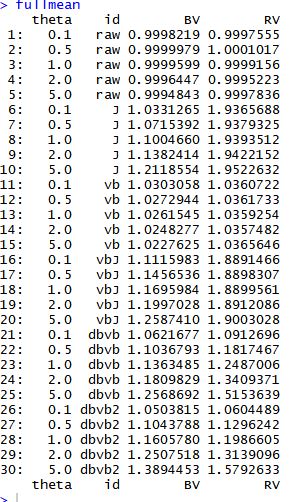 > fullmean
theta id BV RV
1: 0.1 raw 0.9998219 0.9997555
2: 0.5 raw 0.9999979 1.0001017
3: 1.0 raw 0.9999599 0.9999156
4: 2.0 raw 0.9996447 0.9995223
5: 5.0 raw 0.9994843 0.9997836
6: 0.1 J 1.0331265 1.9365688
7: 0.5 J 1.0715392 1.9379325
8: 1.0 J 1.1004660 1.9393512
9: 2.0 J 1.1382414 1.9422152
10: 5.0 J 1.2118554 1.9522632
11: 0.1 vb 1.0303058 1.0360722
12: 0.5 vb 1.0272944 1.0361733
13: 1.0 vb 1.0261545 1.0359254
14: 2.0 vb 1.0248277 1.0357482
15: 5.0 vb 1.0227625 1.0365646
16: 0.1 vbJ 1.1115983 1.8891466
17: 0.5 vbJ 1.1456536 1.8898307
18: 1.0 vbJ 1.1695984 1.8899561
19: 2.0 vbJ 1.1997028 1.8912086
20: 5.0 vbJ 1.2587410 1.9003028
21: 0.1 dbvb 1.0621677 1.0912696
22: 0.5 dbvb 1.1036793 1.1817467
23: 1.0 dbvb 1.1363485 1.2487006
24: 2.0 dbvb 1.1809829 1.3409371
25: 5.0 dbvb 1.2568692 1.5153639
26: 0.1 dbvb2 1.0503815 1.0604489
27: 0.5 dbvb2 1.1043788 1.1296242
28: 1.0 dbvb2 1.1605780 1.1986605
29: 2.0 dbvb2 1.2507518 1.3139096
30: 5.0 dbvb2 1.3894453 1.5792633
theta id BV RV
>